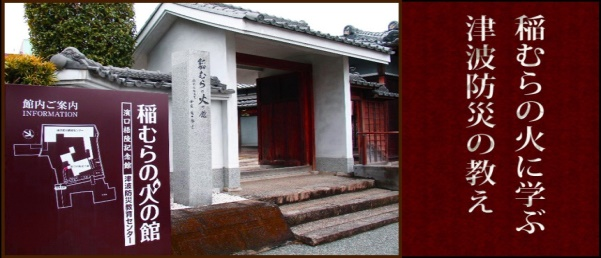 稲むらの火に学ぶ
津波防災の教え
稲むらの火の館
館内ご案内
INFORMATION
稲むらの火の館
濱口梧陵記念館
津波防災教育センター